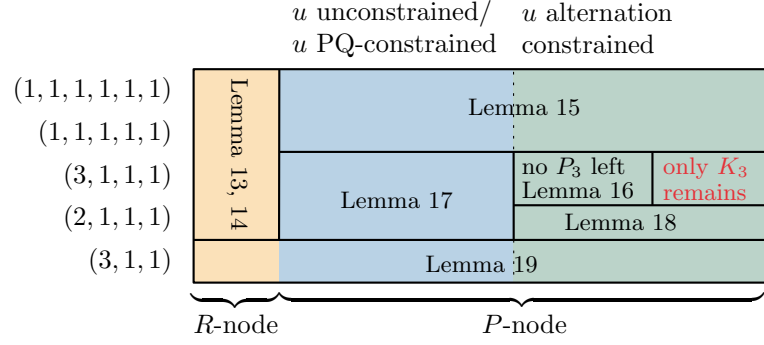 u unconstrained/ u alternation
u PQ-constrained constrained
(1, 1, 1, 1, 1, 1)
Lemma 15
(1, 1, 1, 1, 1)
Lemma 13, 14
(3, 1, 1, 1)
no P3 left only K3
Lemma 17 Lemma 16 remains
(2, 1, 1, 1)
Lemma 18
(3, 1, 1)
Lemma 19
R-node P-node